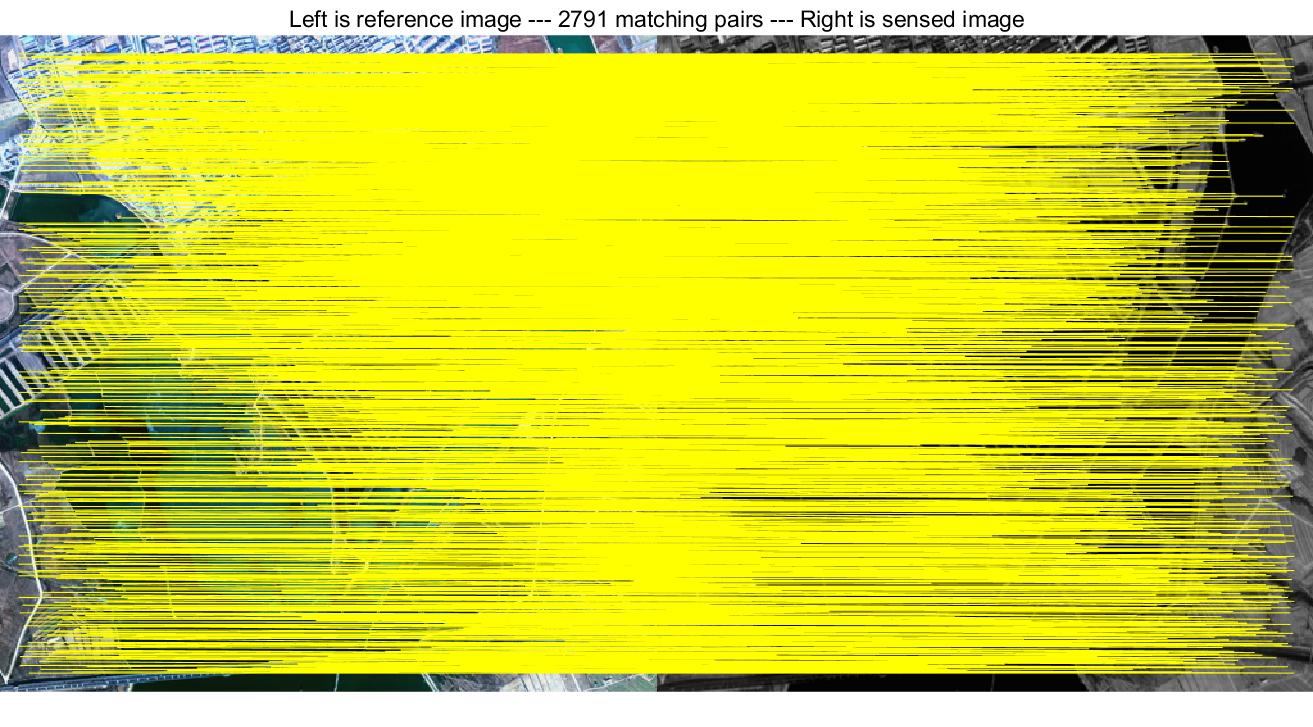 Left is reference image --- 2791 matching pairs --- Right is sensed image